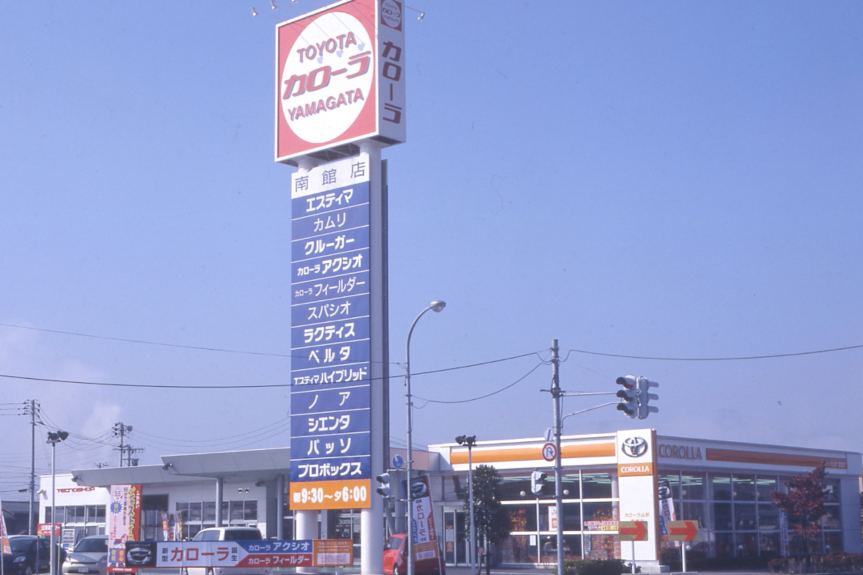 TOYOTA
カローラ
YAMAGATA
カローラ
南館店
エスティマ
カムリ
クルーガー
カローラ アクシオ
カローラ フィールダー
スパシオ
ラクティス
ベルタ
エスティマ ハイブリッド
ノア
シエンタ
パッソ
プロボックス
朝9:30~夕6:00
COROLLA
COROLLA
TECNOSHOP
カローラ
カローラ アクシオ
カローラ フィールダー